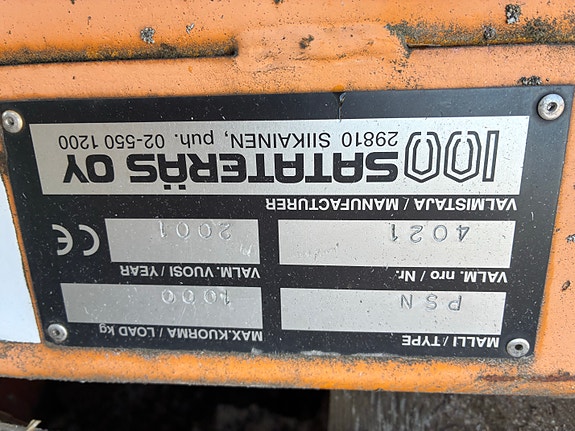 MALLI / TYPE
PSN
MAX.KUORMA / LOAD kg
1000
VALM. nro / Nr.
4021
VALM. VUOSI / YEAR
2001
CE
VALMISTAJA / MANUFACTURER
SATATERÄS OY
29810 SIIKAINEN, puh. 02-550 1200